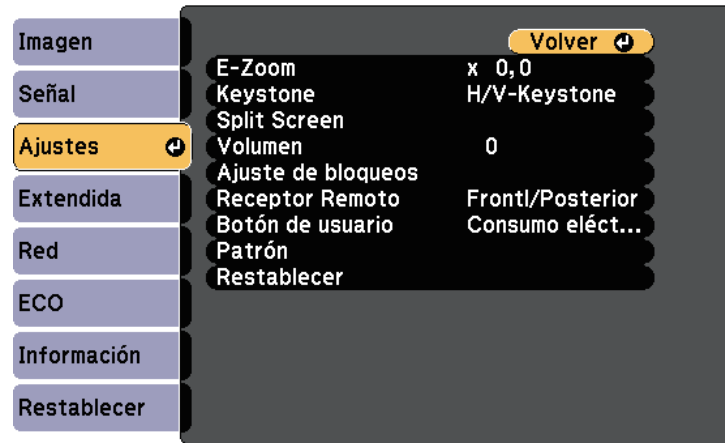 Imagen
Señal
Ajustes
Extendida
Red
ECO
Información
Restablecer
Volver
E-Zoom x 0,0
Keystone H/V-Keystone
Split Screen
Volumen 0
Ajuste de bloqueos
Receptor Remoto Frontl/Posterior
Botón de usuario Consumo eléct...
Patrón
Restablecer